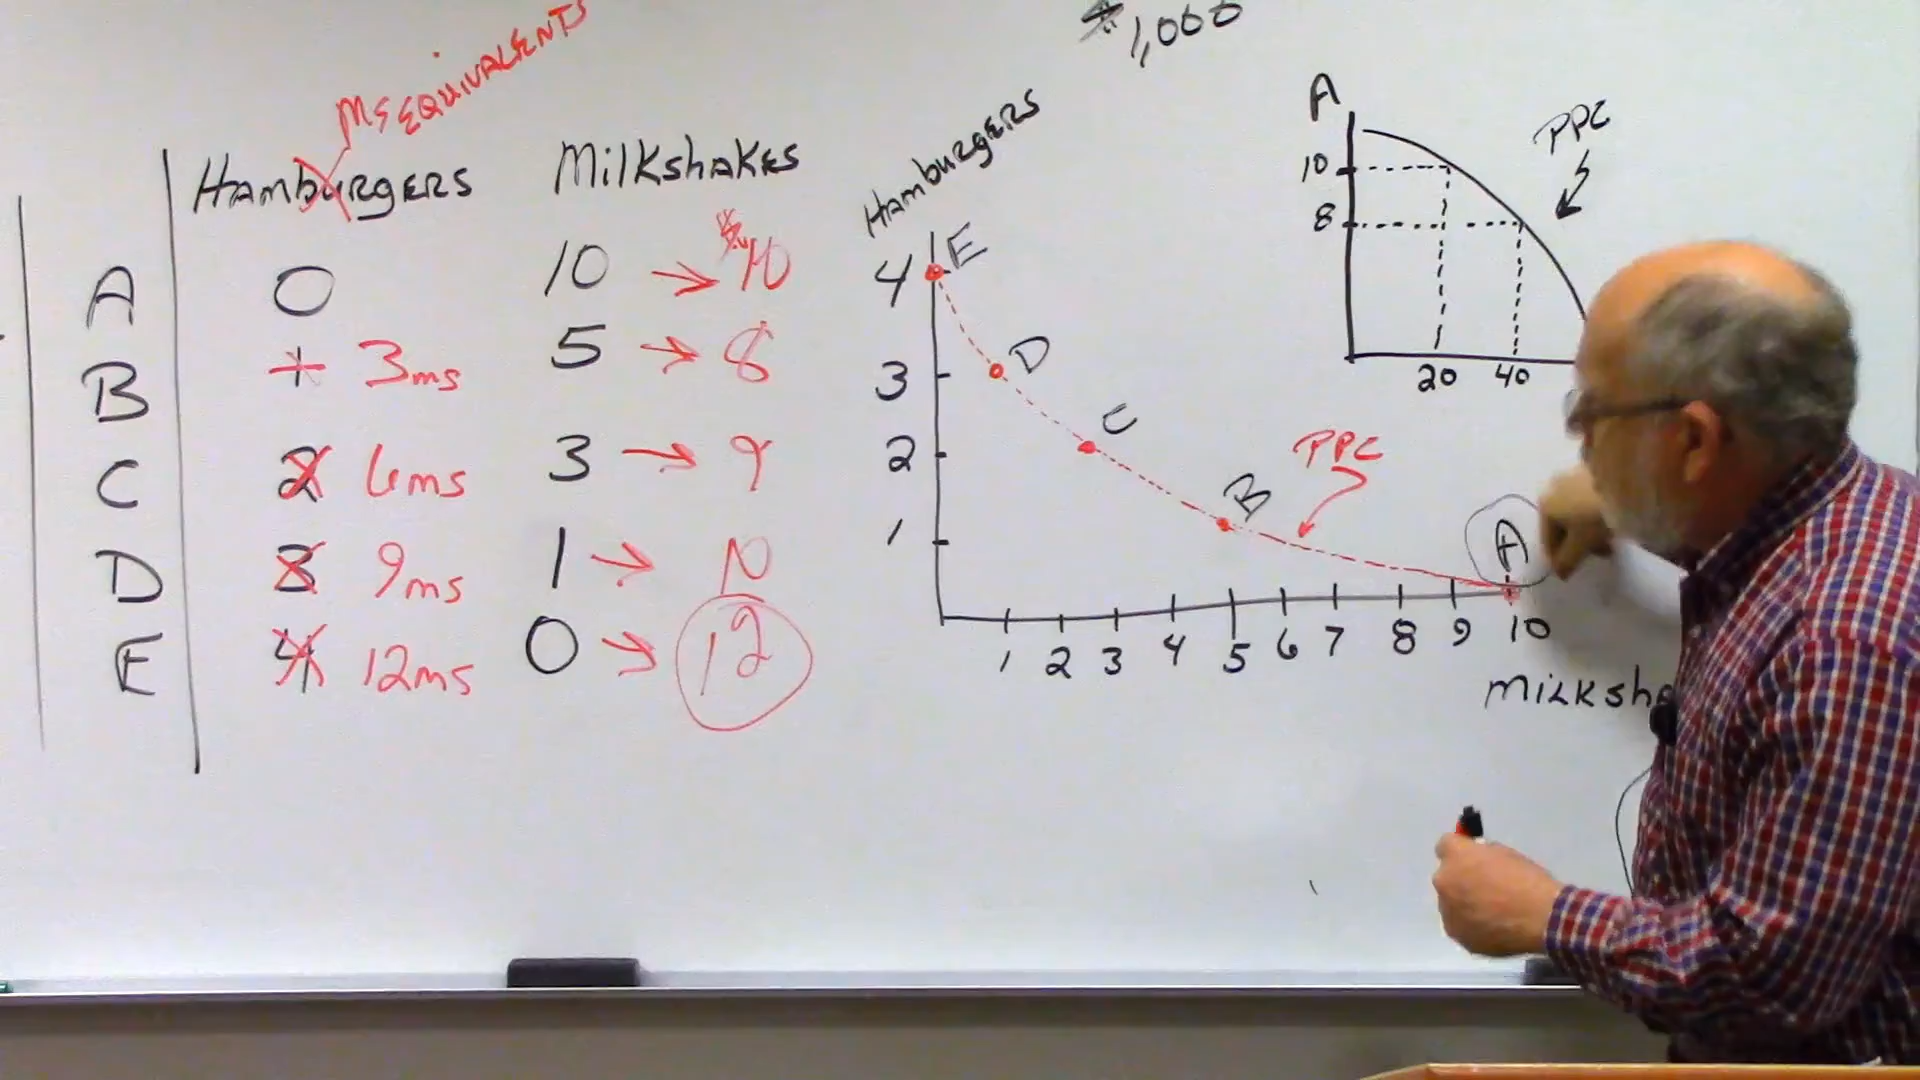 $1,000
MS EQUIVALENTS
Hamburgers Milkshakes
A 0 10 → $10
B 1 3ms 5 → 8
C 2 6ms 3 → 9
D 3 9ms 1 → 10
E 4 12ms 0 → 12
Hamburgers
4 E
3 D
2 C
1 B
A
PPC
1 2 3 4 5 6 7 8 9 10
A
10
8
20 40
PPC